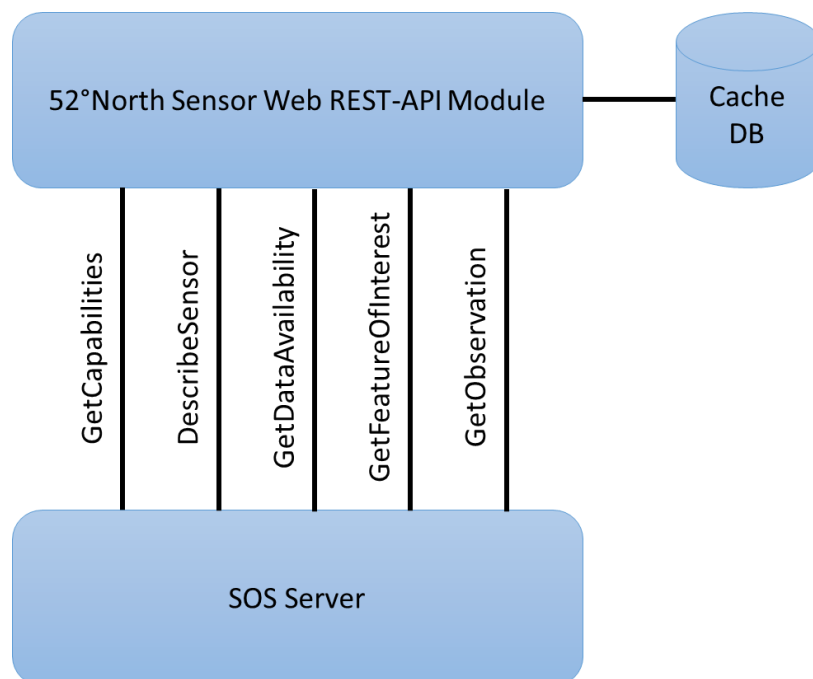 52°North Sensor Web REST-API Module
Cache
DB
GetCapabilities
DescribeSensor
GetDataAvailability
GetFeatureOfInterest
GetObservation
SOS Server